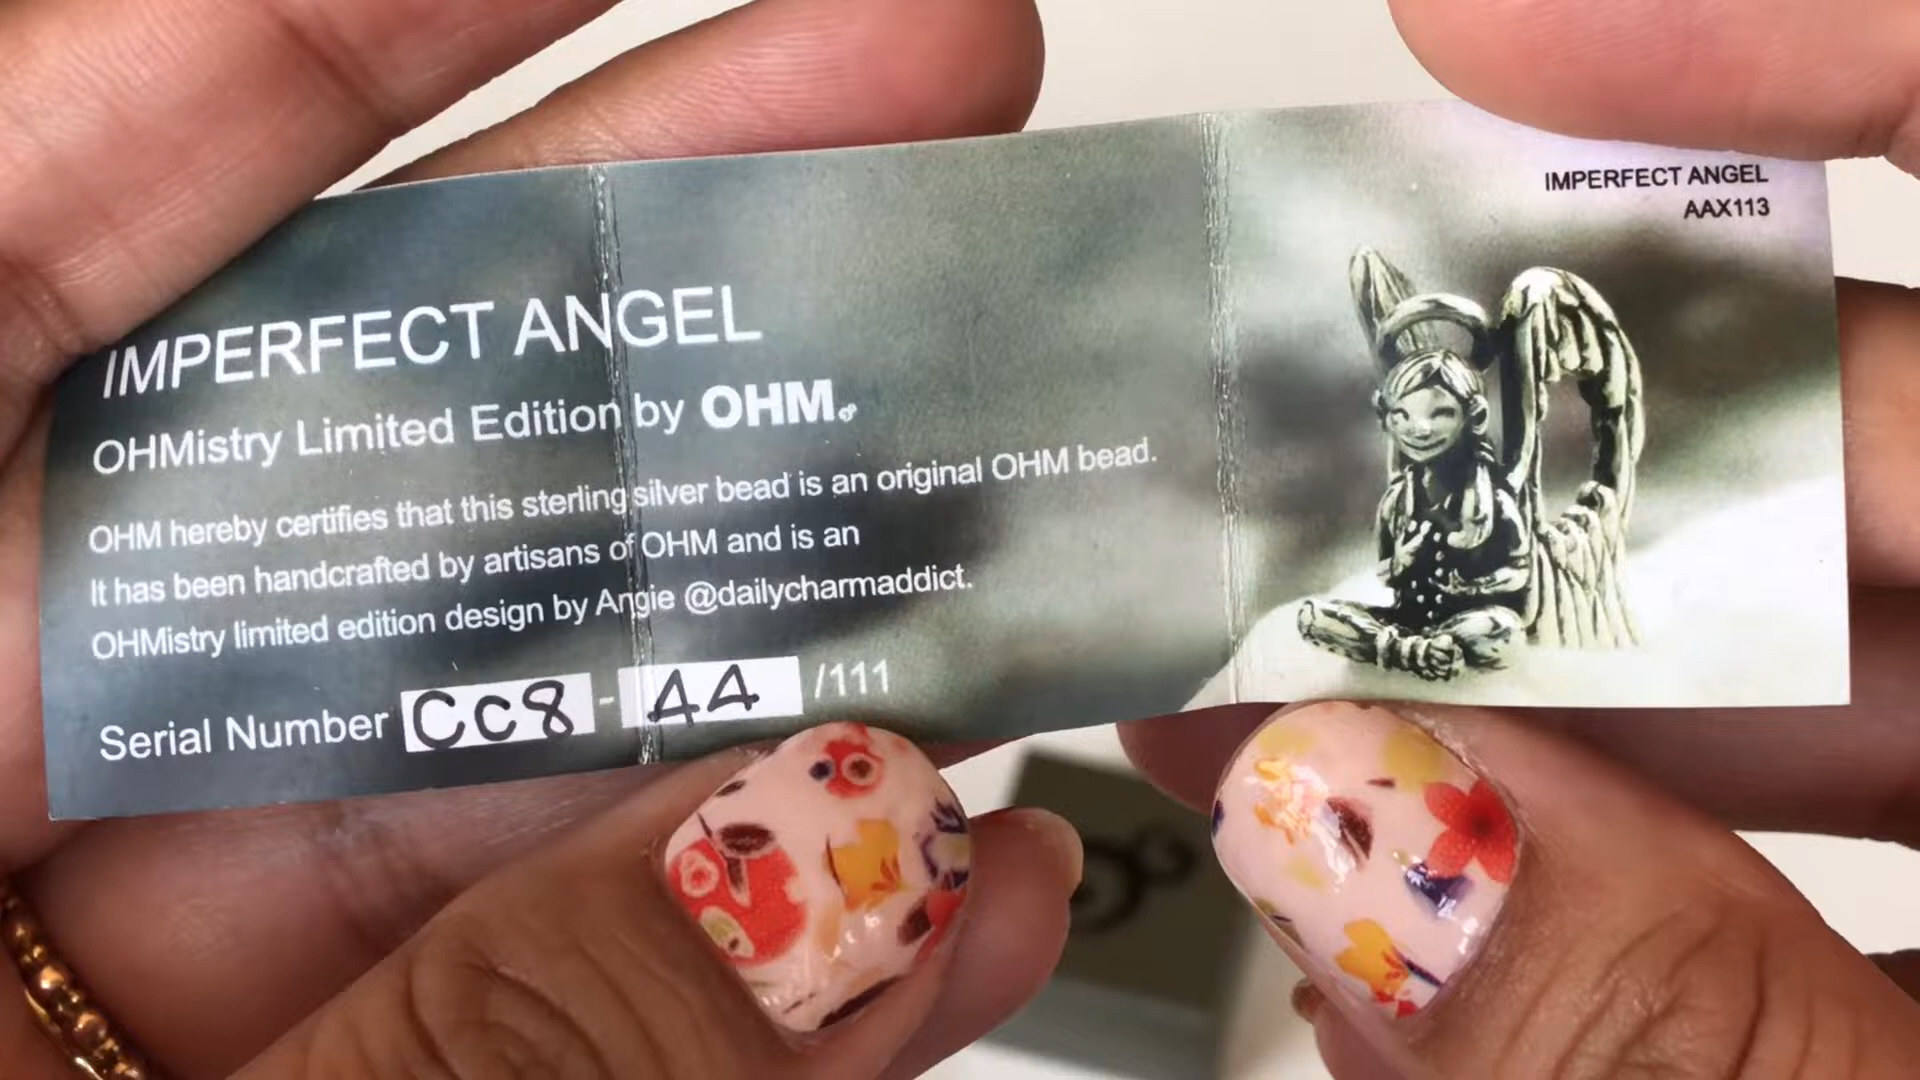 IMPERFECT ANGEL
OHMistry Limited Edition by OHM
OHM hereby certifies that this sterling silver bead is an original OHM bead.
It has been handcrafted by artisans of OHM and is an
OHMistry limited edition design by Angie @dailycharmaddict.
Serial Number CC8 - 44 /111
IMPERFECT ANGEL
AAX113